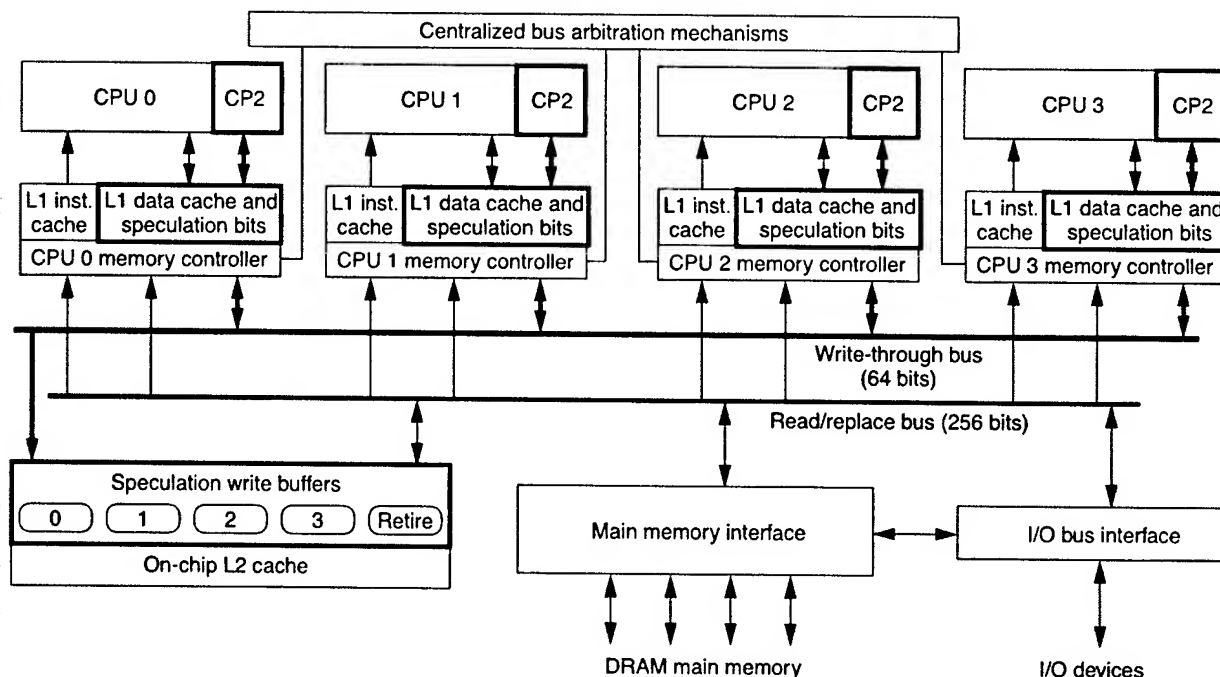 Centralized bus arbitration mechanisms
CPU 0
CP2
CPU 1
CP2
CPU 2
CP2
CPU 3
CP2
L1 inst.
cache
L1 data cache and
speculation bits
L1 inst.
cache
L1 data cache and
speculation bits
L1 inst.
cache
L1 data cache and
speculation bits
L1 inst.
cache
L1 data cache and
speculation bits
CPU 0 memory controller
CPU 1 memory controller
CPU 2 memory controller
CPU 3 memory controller
Write-through bus
(64 bits)
Read/replace bus (256 bits)
Speculation write buffers
0
1
2
3
Retire
On-chip L2 cache
Main memory interface
I/O bus interface
DRAM main memory
I/O devices